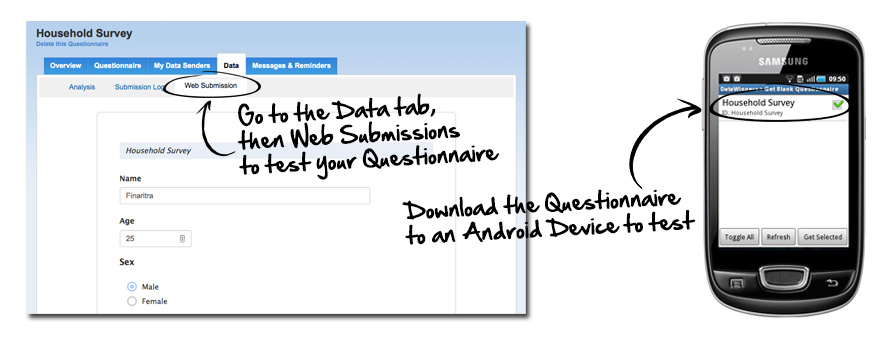 Household Survey
Delete this Questionnaire
Overview Questionnaire My Data Senders Data Messages & Reminders
Analysis Submission Log Web Submission
Go to the Data tab,
then Web Submissions
to test your Questionnaire
Household Survey
Name
Finaritra
Age
25
Sex
Male
Female
Download the Questionnaire
to an Android Device to test
SAMSUNG
09:50
DataWinners - Get Blank Questionnaire
Household Survey
ID: Household Survey
Toggle All Refresh Get Selected